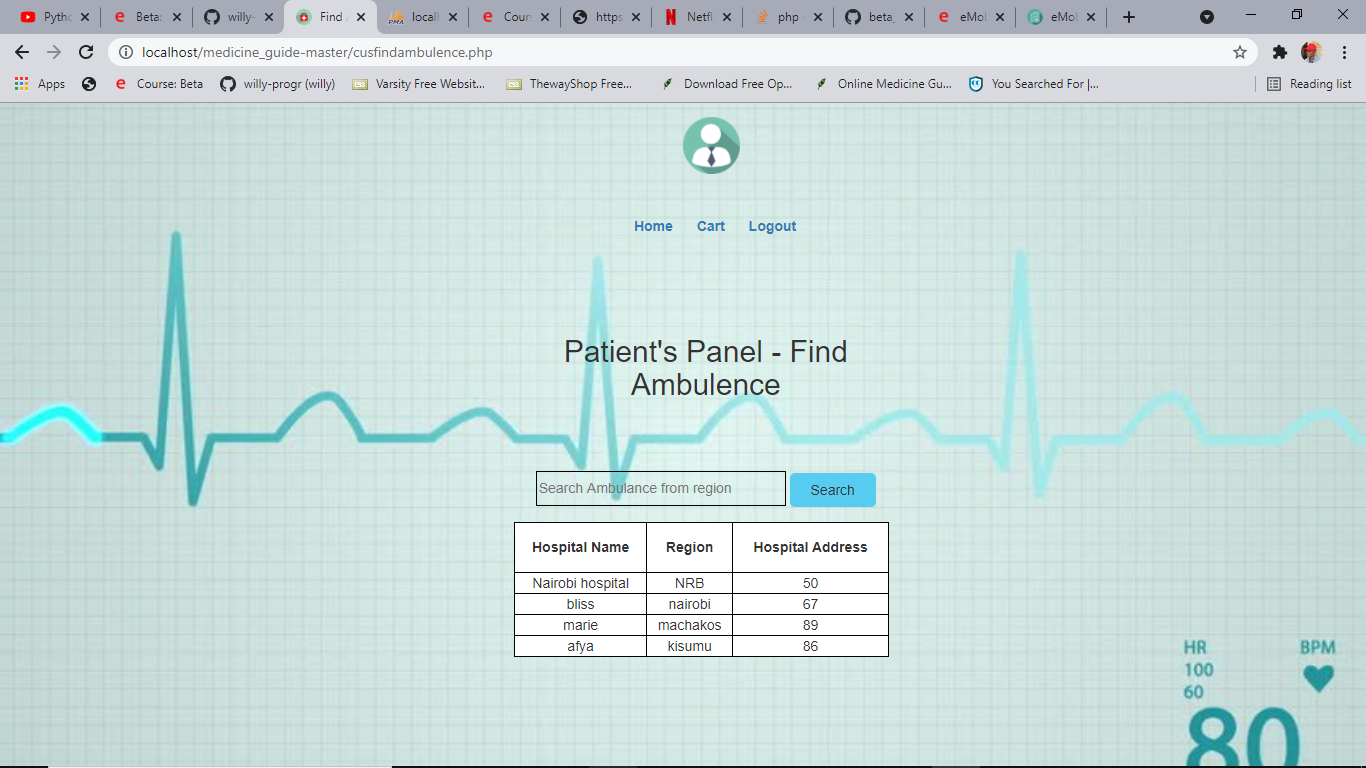 Pytho
Beta:
willy-
Find A
localh
Cours
https
Netfl
php -
beta_
eMol
eMol
localhost/medicine_guide-master/cusfindambulence.php
Apps
Course: Beta
willy-progr (willy)
Varsity Free Websit...
ThewayShop Free...
Download Free Op...
Online Medicine Gu...
You Searched For |...
Reading list
Home Cart Logout
Patient's Panel - Find
Ambulence
Search Ambulance from region
Search
Hospital Name Region Hospital Address
Nairobi hospital NRB 50
bliss nairobi 67
marie machakos 89
afya kisumu 86
HR BPM
100
60
80